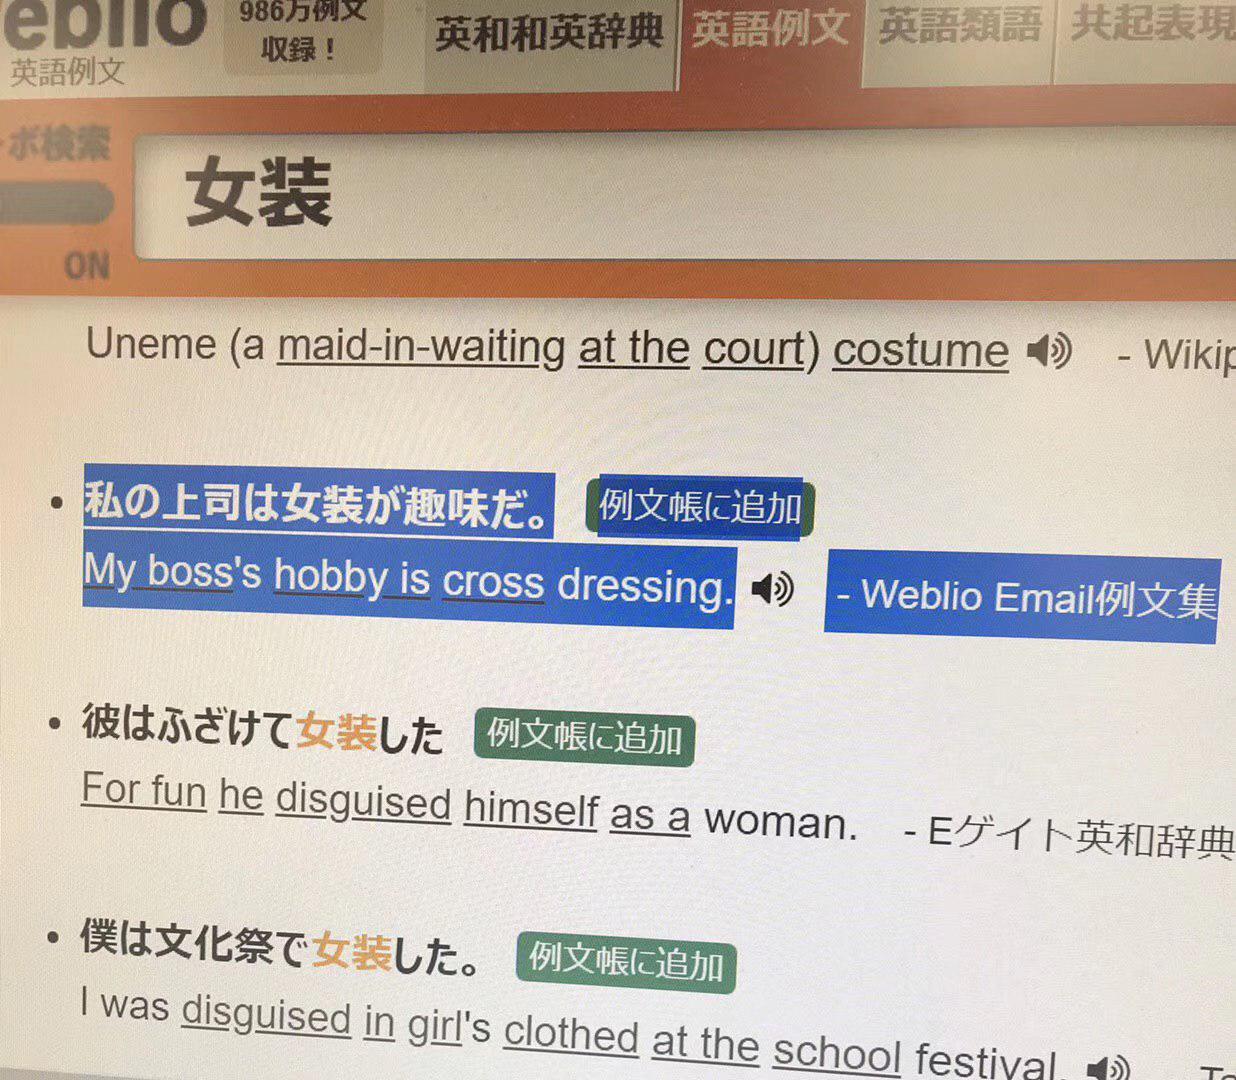 eblio
英語例文
986万例文
収録！
英和和英辞典
英語例文
英語類語
共起表現
ボ検索
ON
女装
Uneme (a maid-in-waiting at the court) costume - Wikip
私の上司は女装が趣味だ。 例文帳に追加
My boss's hobby is cross dressing. - Weblio Email例文集
彼はふざけて女装した 例文帳に追加
For fun he disguised himself as a woman. - Eゲイト英和辞典
僕は文化祭で女装した。 例文帳に追加
I was disguised in girl's clothed at the school festival.